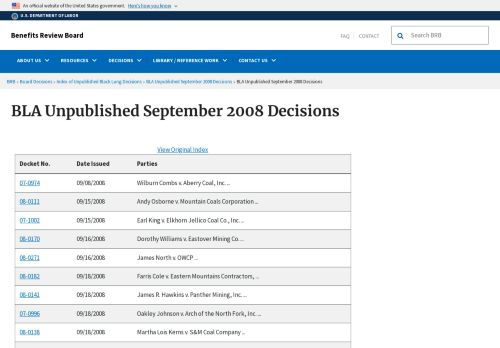 An official website of the United States government. Here's how you know
U.S. DEPARTMENT OF LABOR
Benefits Review Board
FAQ CONTACT
Search BRB
ABOUT US RESOURCES DECISIONS LIBRARY / REFERENCE WORK CONTACT US
BRB » Board Decisions » Index of Unpublished Black Lung Decisions » BLA Unpublished September 2008 Decisions » BLA Unpublished September 2008 Decisions
BLA Unpublished September 2008 Decisions
View Original Index
Docket No. Date Issued Parties
07-0974 09/08/2008 Wilburn Combs v. Aberry Coal, Inc. ...
08-0111 09/15/2008 Andy Osborne v. Mountain Coals Corporation ...
07-1002 09/15/2008 Earl King v. Elkhorn Jellico Coal Co., Inc. ...
08-0170 09/16/2008 Dorothy Williams v. Eastover Mining Co. ...
08-0271 09/16/2008 James North v. OWCP ...
08-0182 09/18/2008 Farris Cole v. Eastern Mountains Contractors, ...
08-0141 09/18/2008 James R. Hawkins v. Panther Mining, Inc. ...
07-0996 09/18/2008 Oakley Johnson v. Arch of the North Fork, Inc. ...
08-0138 09/18/2008 Martha Lois Kerns v. S&M Coal Company ...